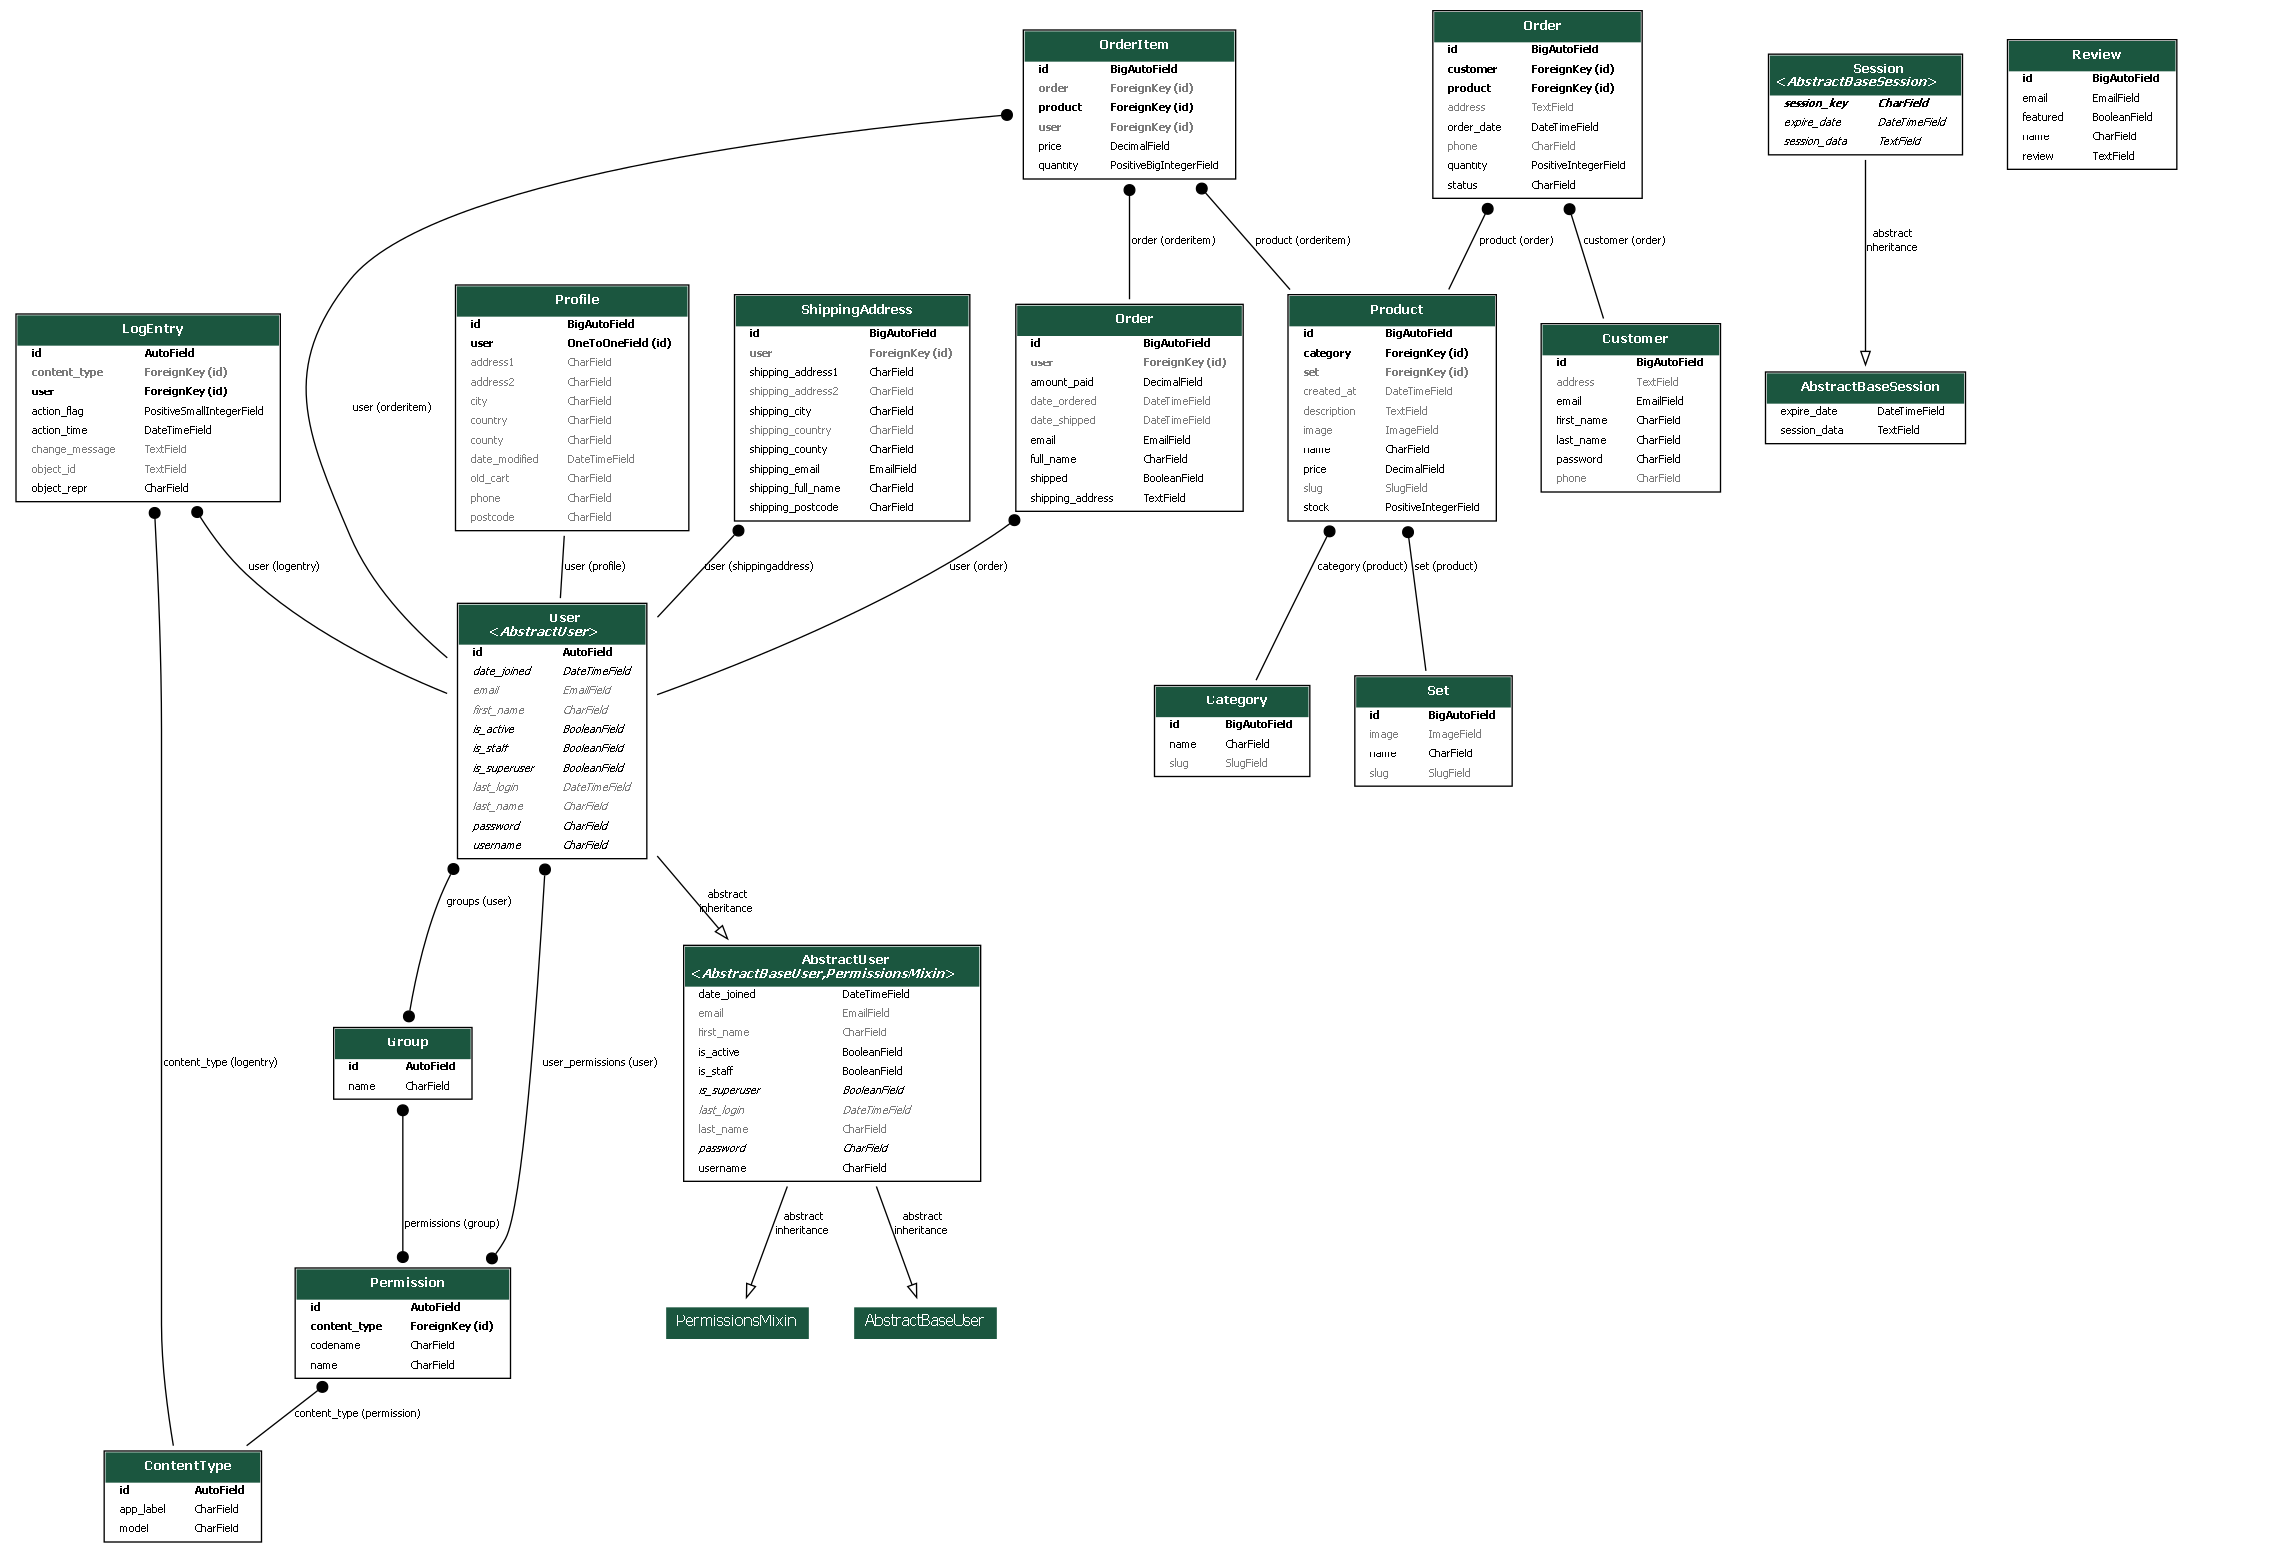 OrderItem
id BigAutoField
order ForeignKey (id)
product ForeignKey (id)
user ForeignKey (id)
price DecimalField
quantity PositiveBigIntegerField
Order
id BigAutoField
customer ForeignKey (id)
product ForeignKey (id)
address TextField
order_date DateTimeField
phone CharField
quantity PositiveIntegerField
status CharField
Session
<AbstractBaseSession>
session_key CharField
expire_date DateTimeField
session_data TextField
Review
id BigAutoField
email EmailField
featured BooleanField
name CharField
review TextField
order (orderitem)
product (orderitem)
product (order)
customer (order)
abstract
inheritance
LogEntry
id AutoField
content_type ForeignKey (id)
user ForeignKey (id)
action_flag PositiveSmallIntegerField
action_time DateTimeField
change_message TextField
object_id TextField
object_repr CharField
user (orderitem)
Profile
id BigAutoField
user OneToOneField (id)
address1 CharField
address2 CharField
city CharField
country CharField
county CharField
date_modified DateTimeField
old_cart CharField
phone CharField
postcode CharField
ShippingAddress
id BigAutoField
user ForeignKey (id)
shipping_address1 CharField
shipping_address2 CharField
shipping_city CharField
shipping_country CharField
shipping_county CharField
shipping_email EmailField
shipping_full_name CharField
shipping_postcode CharField
Order
id BigAutoField
user ForeignKey (id)
amount_paid DecimalField
date_ordered DateTimeField
date_shipped DateTimeField
email EmailField
full_name CharField
shipped BooleanField
shipping_address TextField
Product
id BigAutoField
category ForeignKey (id)
set ForeignKey (id)
created_at DateTimeField
description TextField
image ImageField
name CharField
price DecimalField
slug SlugField
stock PositiveIntegerField
Customer
id BigAutoField
address TextField
email EmailField
first_name CharField
last_name CharField
password CharField
phone CharField
AbstractBaseSession
expire_date DateTimeField
session_data TextField
user (logentry)
user (profile)
user (shippingaddress)
user (order)
category (product)
set (product)
User
<AbstractUser>
id AutoField
date_joined DateTimeField
email EmailField
first_name CharField
is_active BooleanField
is_staff BooleanField
is_superuser BooleanField
last_login DateTimeField
last_name CharField
password CharField
username CharField
Category
id BigAutoField
name CharField
slug SlugField
Set
id BigAutoField
image ImageField
name CharField
slug SlugField
groups (user)
abstract
inheritance
content_type (logentry)
Group
id AutoField
name CharField
user_permissions (user)
AbstractUser
<AbstractBaseUser,PermissionsMixin>
date_joined DateTimeField
email EmailField
first_name CharField
is_active BooleanField
is_staff BooleanField
is_superuser BooleanField
last_login DateTimeField
last_name CharField
password CharField
username CharField
permissions (group)
abstract
inheritance
abstract
inheritance
Permission
id AutoField
content_type ForeignKey (id)
codename CharField
name CharField
PermissionsMixin
AbstractBaseUser
content_type (permission)
ContentType
id AutoField
app_label CharField
model CharField